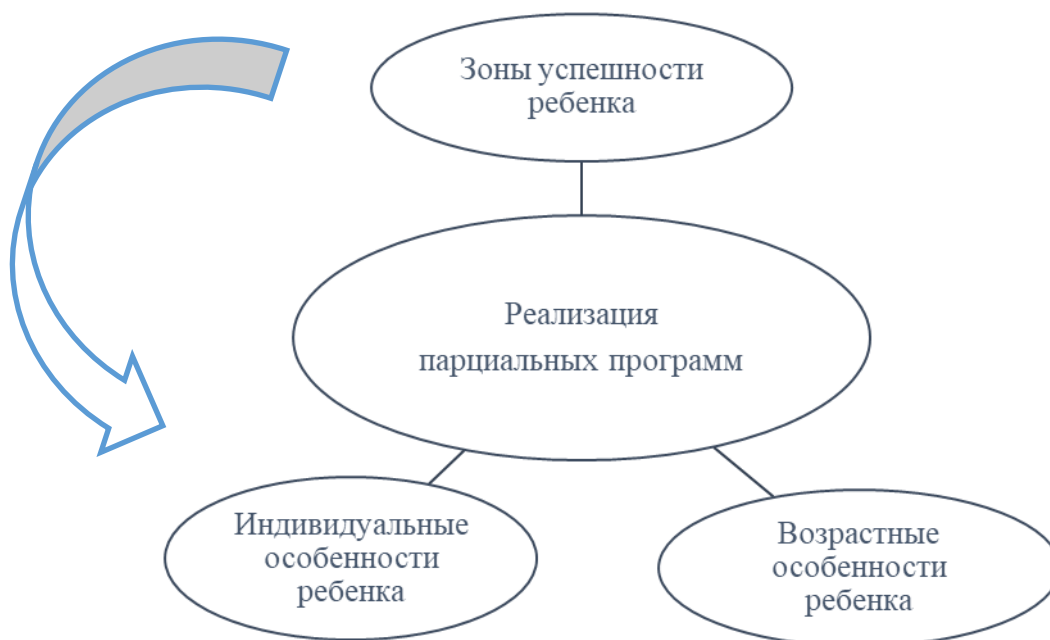 Зоны успешности
ребенка
Реализация
парциальных программ
Индивидуальные
особенности
ребенка
Возрастные
особенности
ребенка